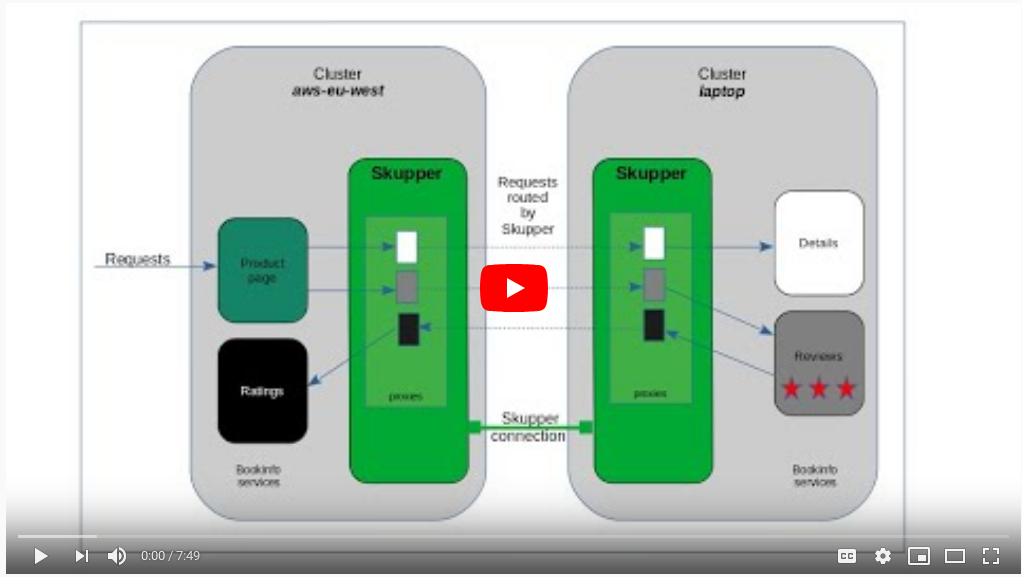 Cluster
aws-eu-west
Cluster
laptop
Skupper
Requests
routed
by
Skupper
Skupper
Requests
Product
page
Details
Reviews
Ratings
proxies
proxies
Skupper
connection
Bookinfo
services
Bookinfo
services
0:00 / 7:49
CC